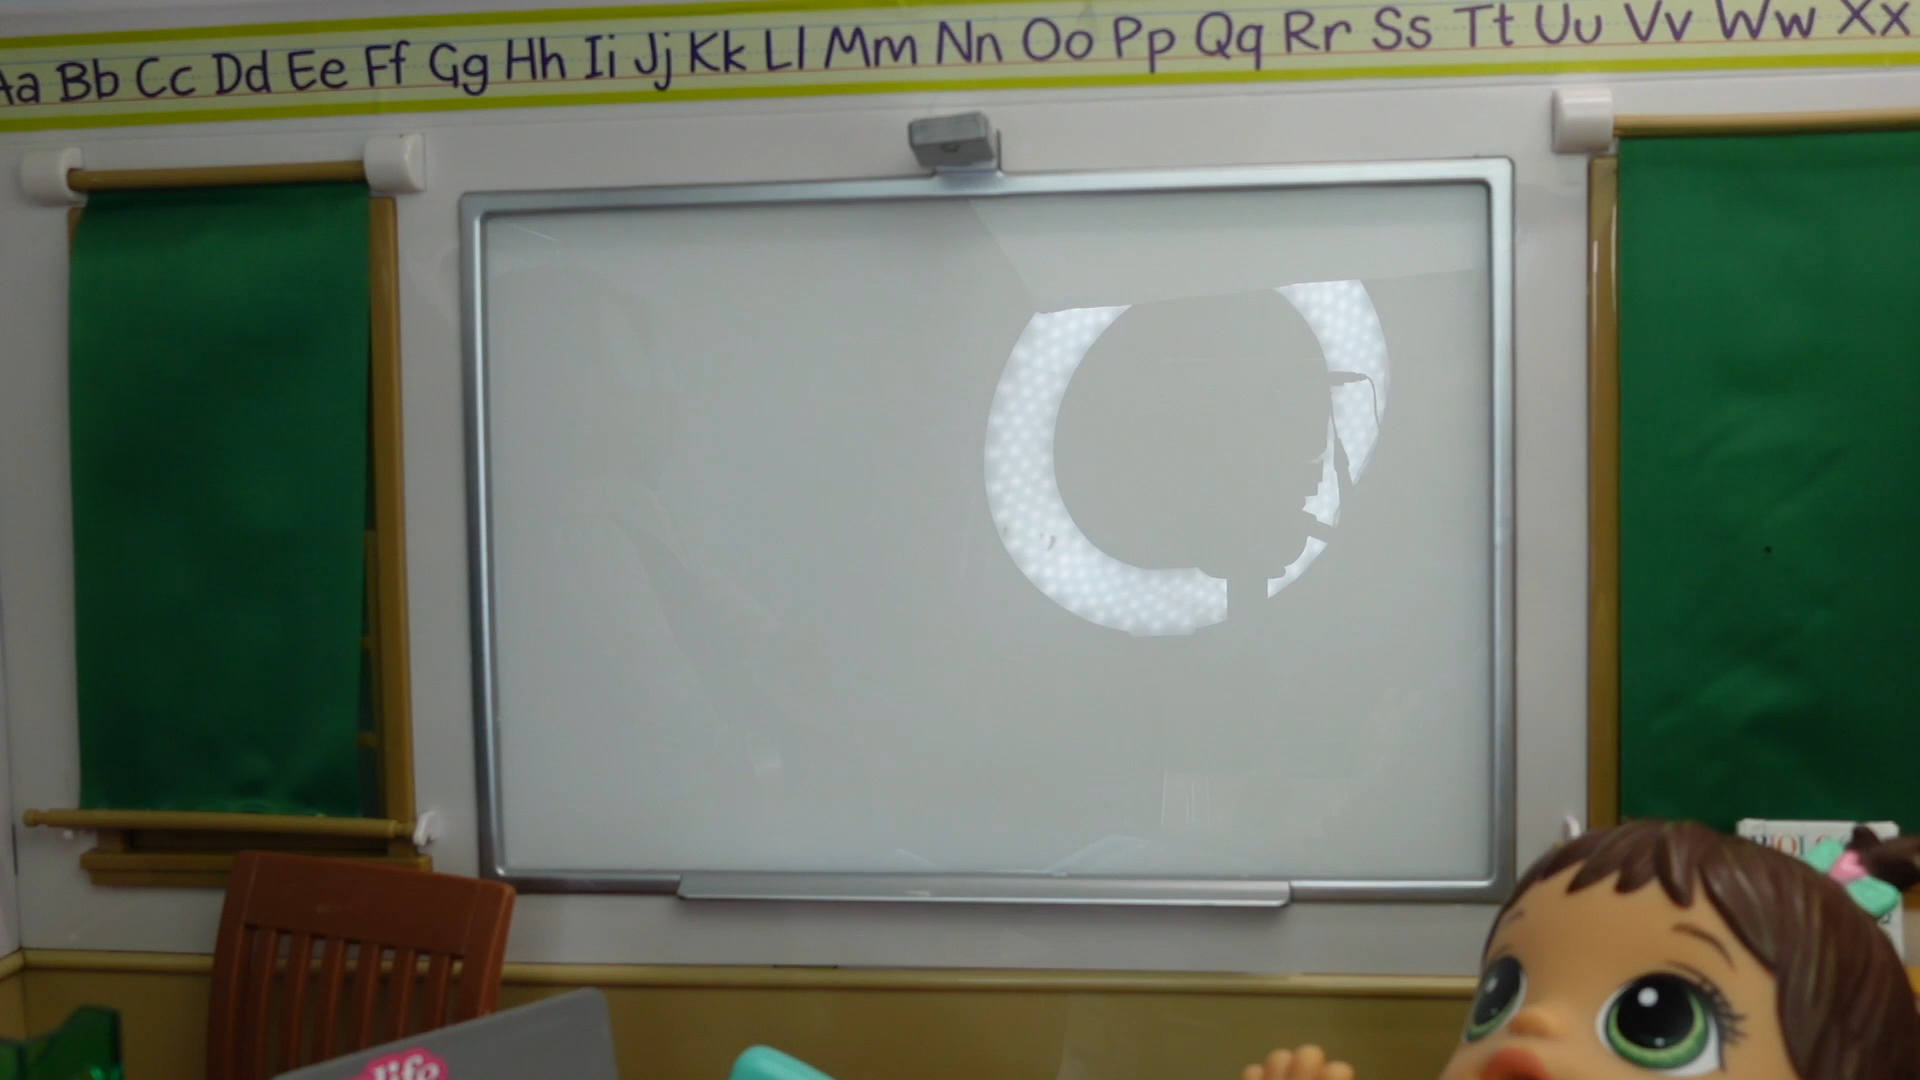 Aa Bb Cc Dd Ee Ff Gg Hh Ii Jj Kk Ll Mm Nn Oo Pp Qq Rr Ss Tt Uu Vv Ww Xx
life